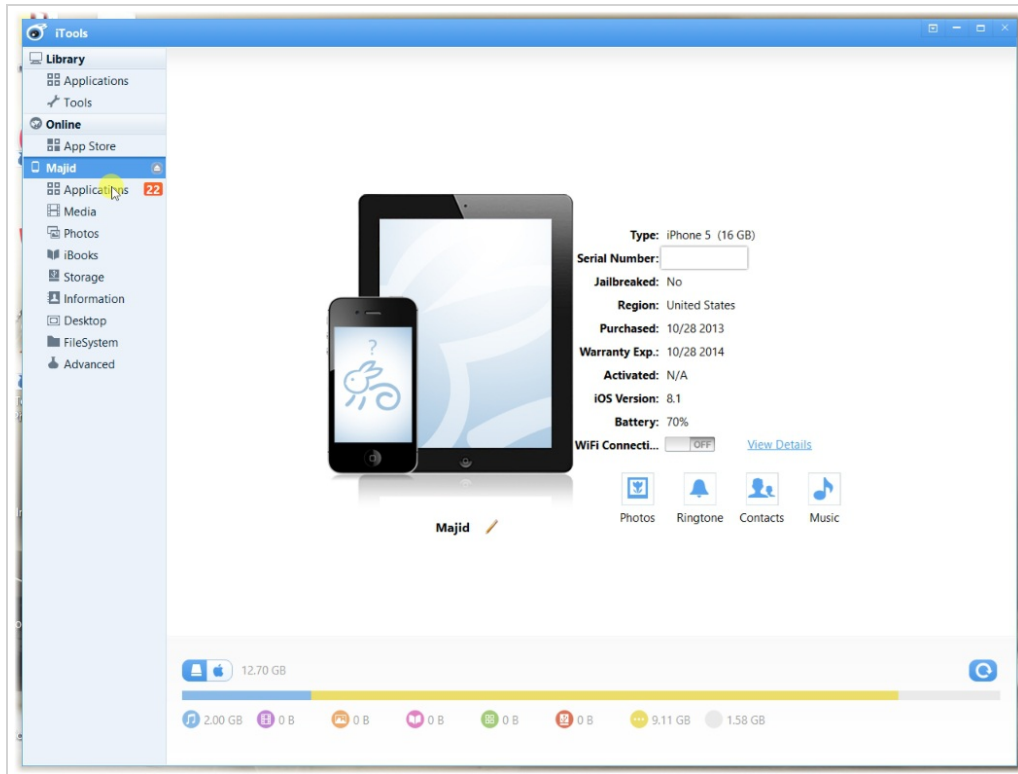 iTools
Library
Applications
Tools
Online
App Store
Majid
Applications 22
Media
Photos
iBooks
Storage
Information
Desktop
FileSystem
Advanced
?
Type: iPhone 5 (16 GB)
Serial Number:
Jailbreaked: No
Region: United States
Purchased: 10/28 2013
Warranty Exp.: 10/28 2014
Activated: N/A
iOS Version: 8.1
Battery: 70%
WiFi Connecti... OFF View Details
Photos Ringtone Contacts Music
Majid
12.70 GB
2.00 GB 0 B 0 B 0 B 0 B 0 B 9.11 GB 1.58 GB